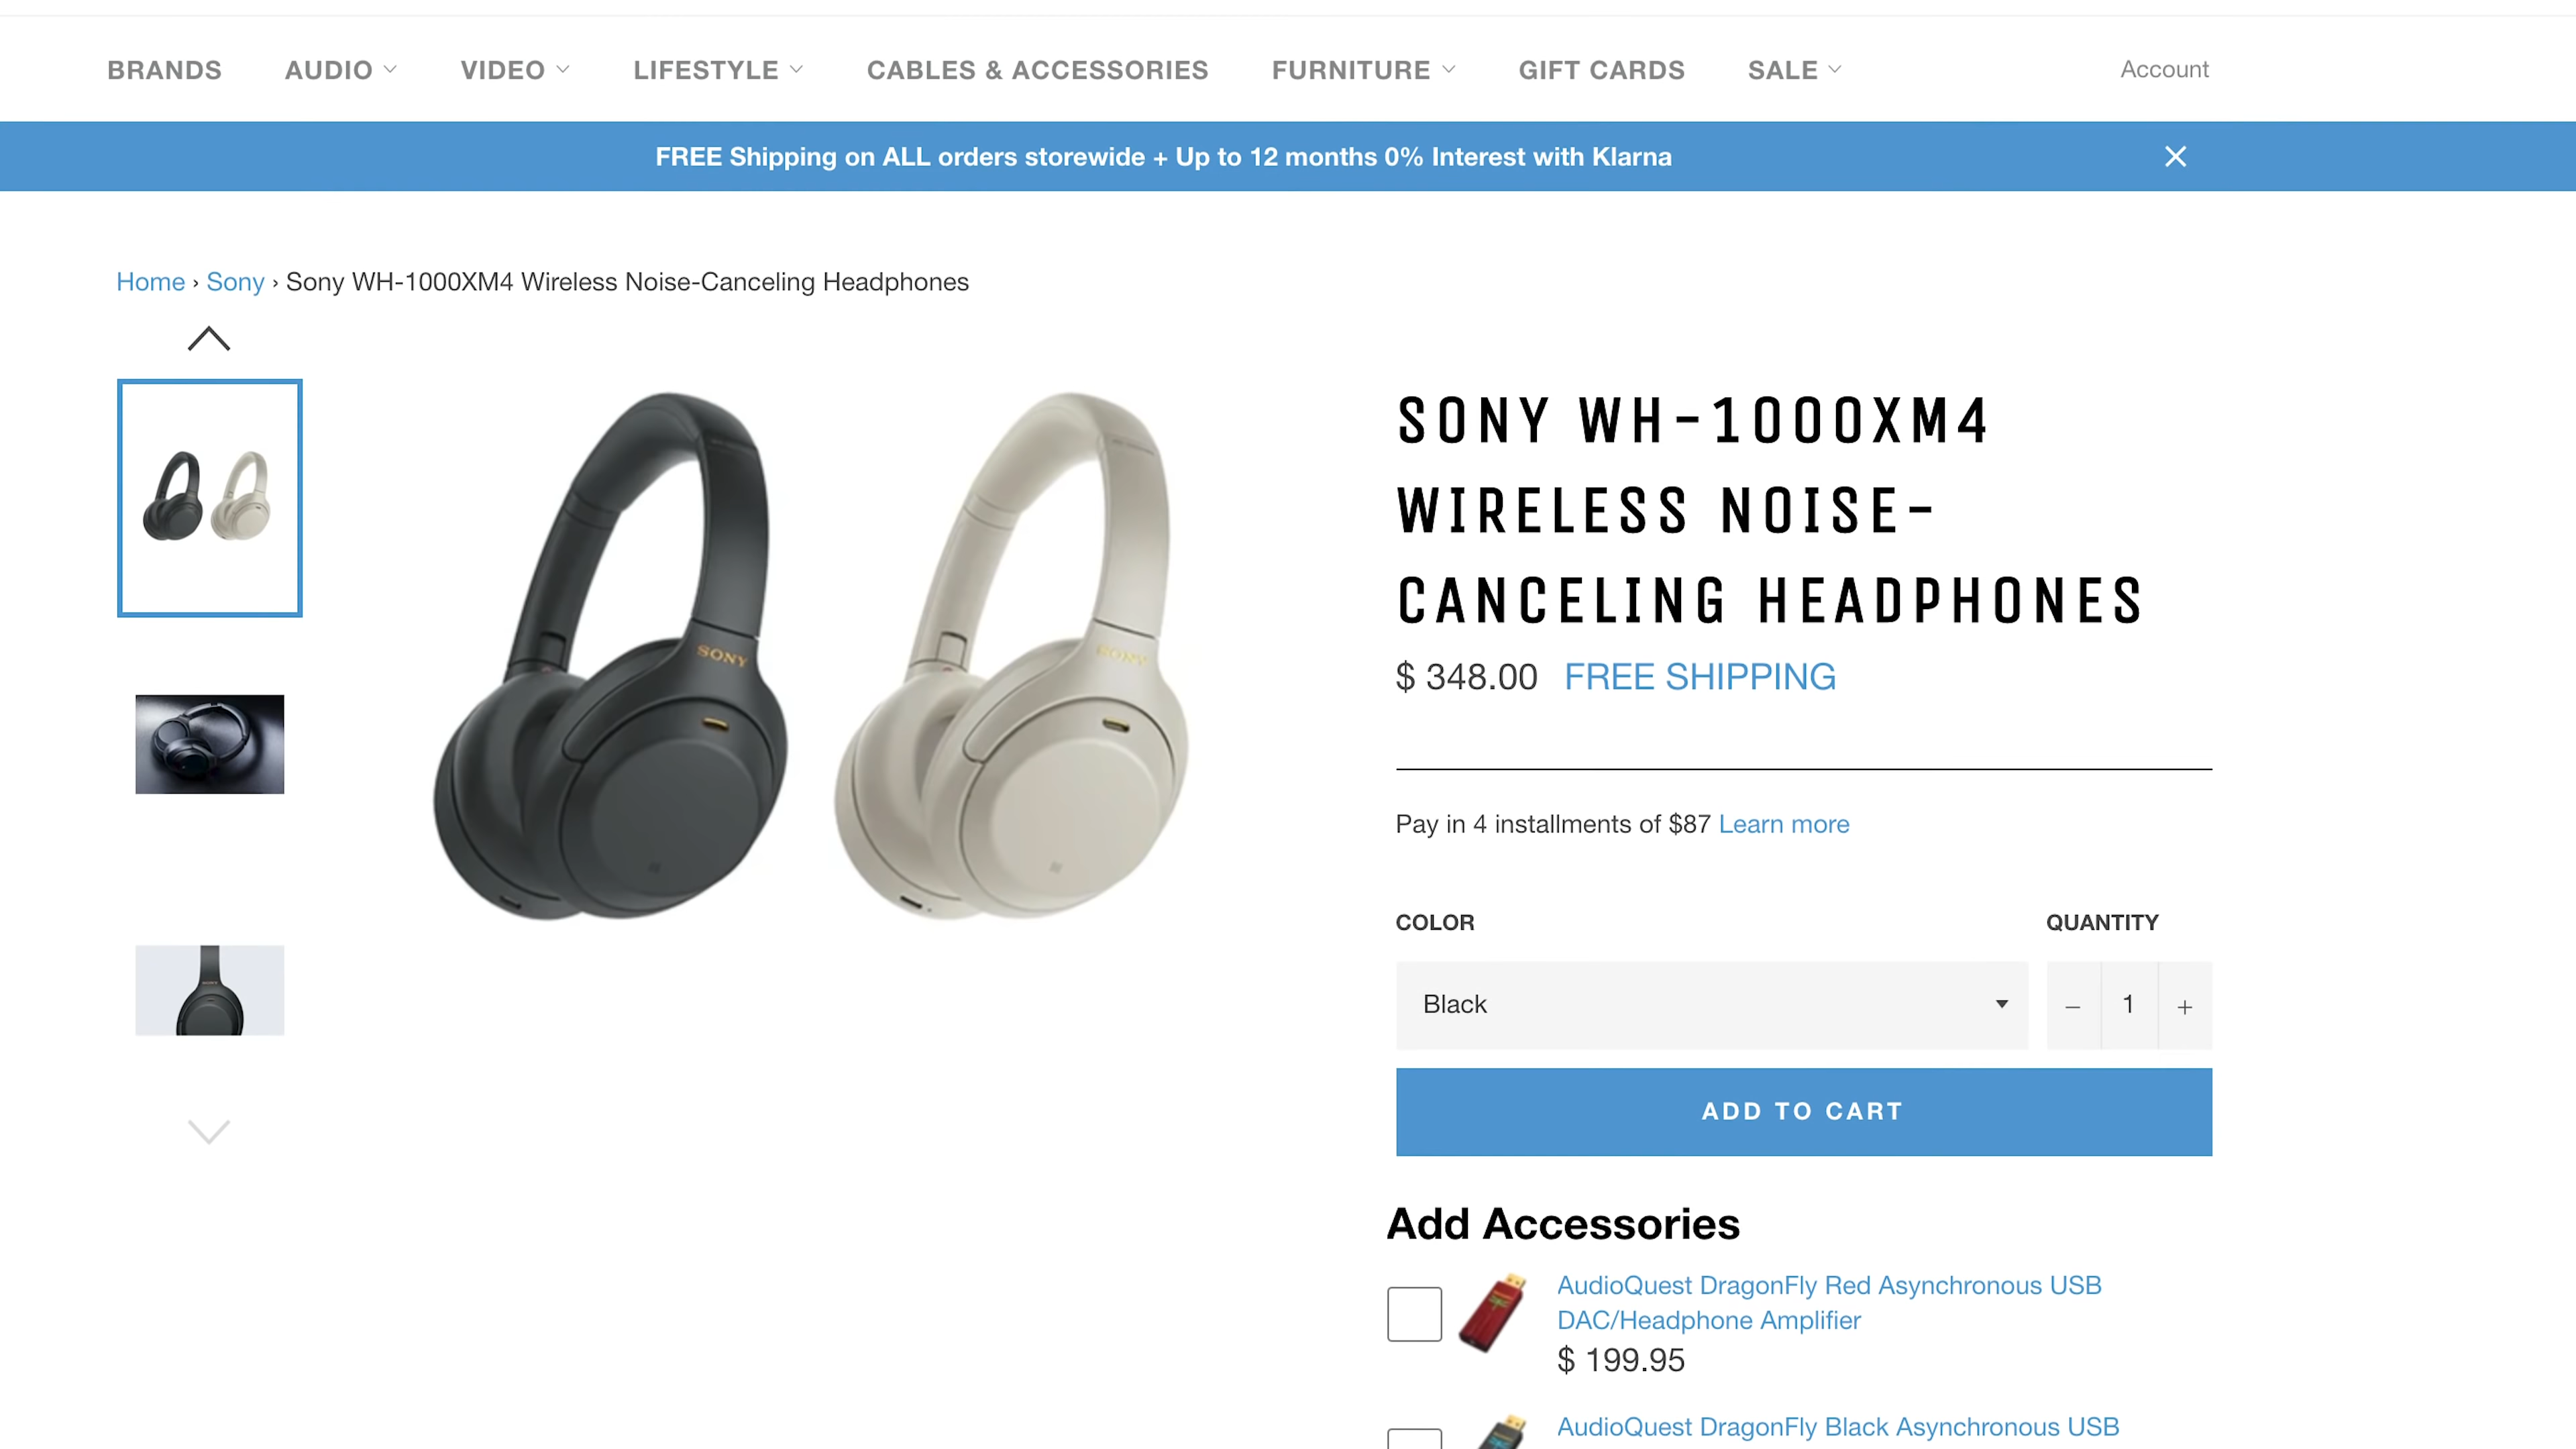 BRANDS AUDIO VIDEO LIFESTYLE CABLES & ACCESSORIES FURNITURE GIFT CARDS SALE Account
FREE Shipping on ALL orders storewide + Up to 12 months 0% Interest with Klarna
Home › Sony › Sony WH-1000XM4 Wireless Noise-Canceling Headphones
SONY WH-1000XM4
WIRELESS NOISE-
CANCELING HEADPHONES
SONY
SONY
$ 348.00 FREE SHIPPING
Pay in 4 installments of $87 Learn more
COLOR QUANTITY
Black − 1 +
ADD TO CART
Add Accessories
AudioQuest DragonFly Red Asynchronous USB
DAC/Headphone Amplifier
$ 199.95
AudioQuest DragonFly Black Asynchronous USB